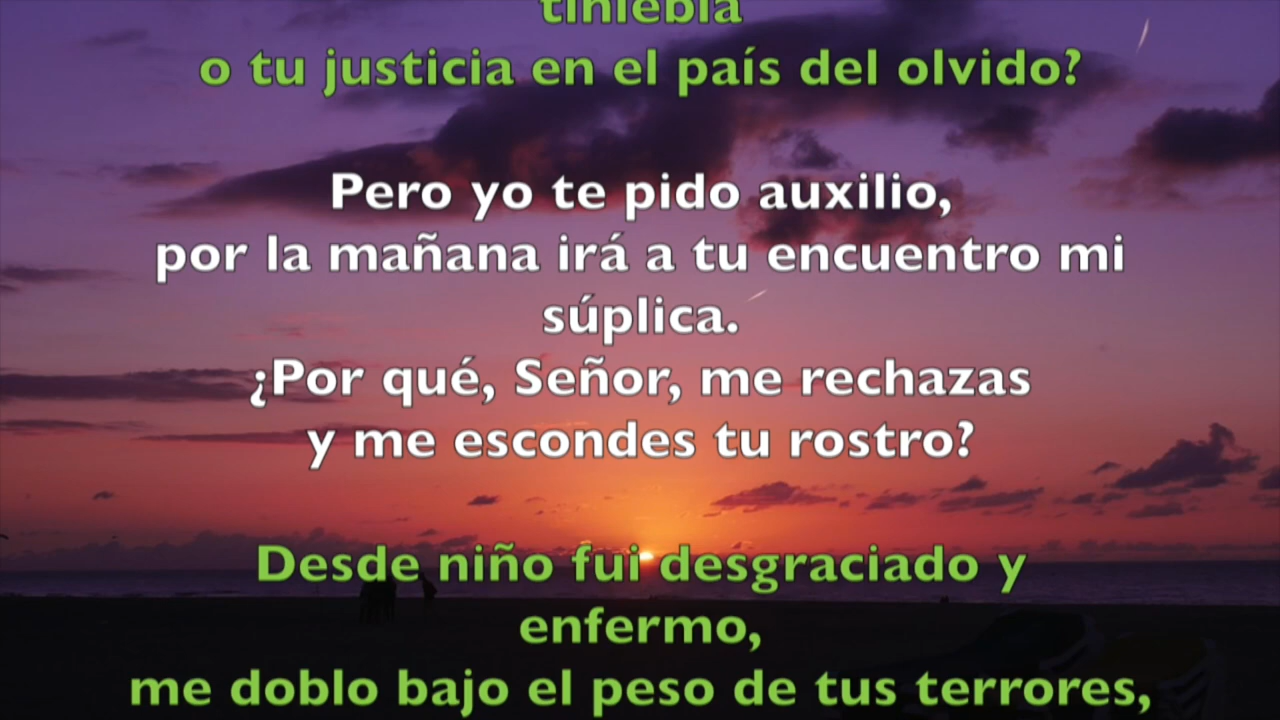 tiniebla
o tu justicia en el país del olvido?
Pero yo te pido auxilio,
por la mañana irá a tu encuentro mi
súplica.
¿Por qué, Señor, me rechazas
y me escondes tu rostro?
Desde niño fui desgraciado y
enfermo,
me doblo bajo el peso de tus terrores,